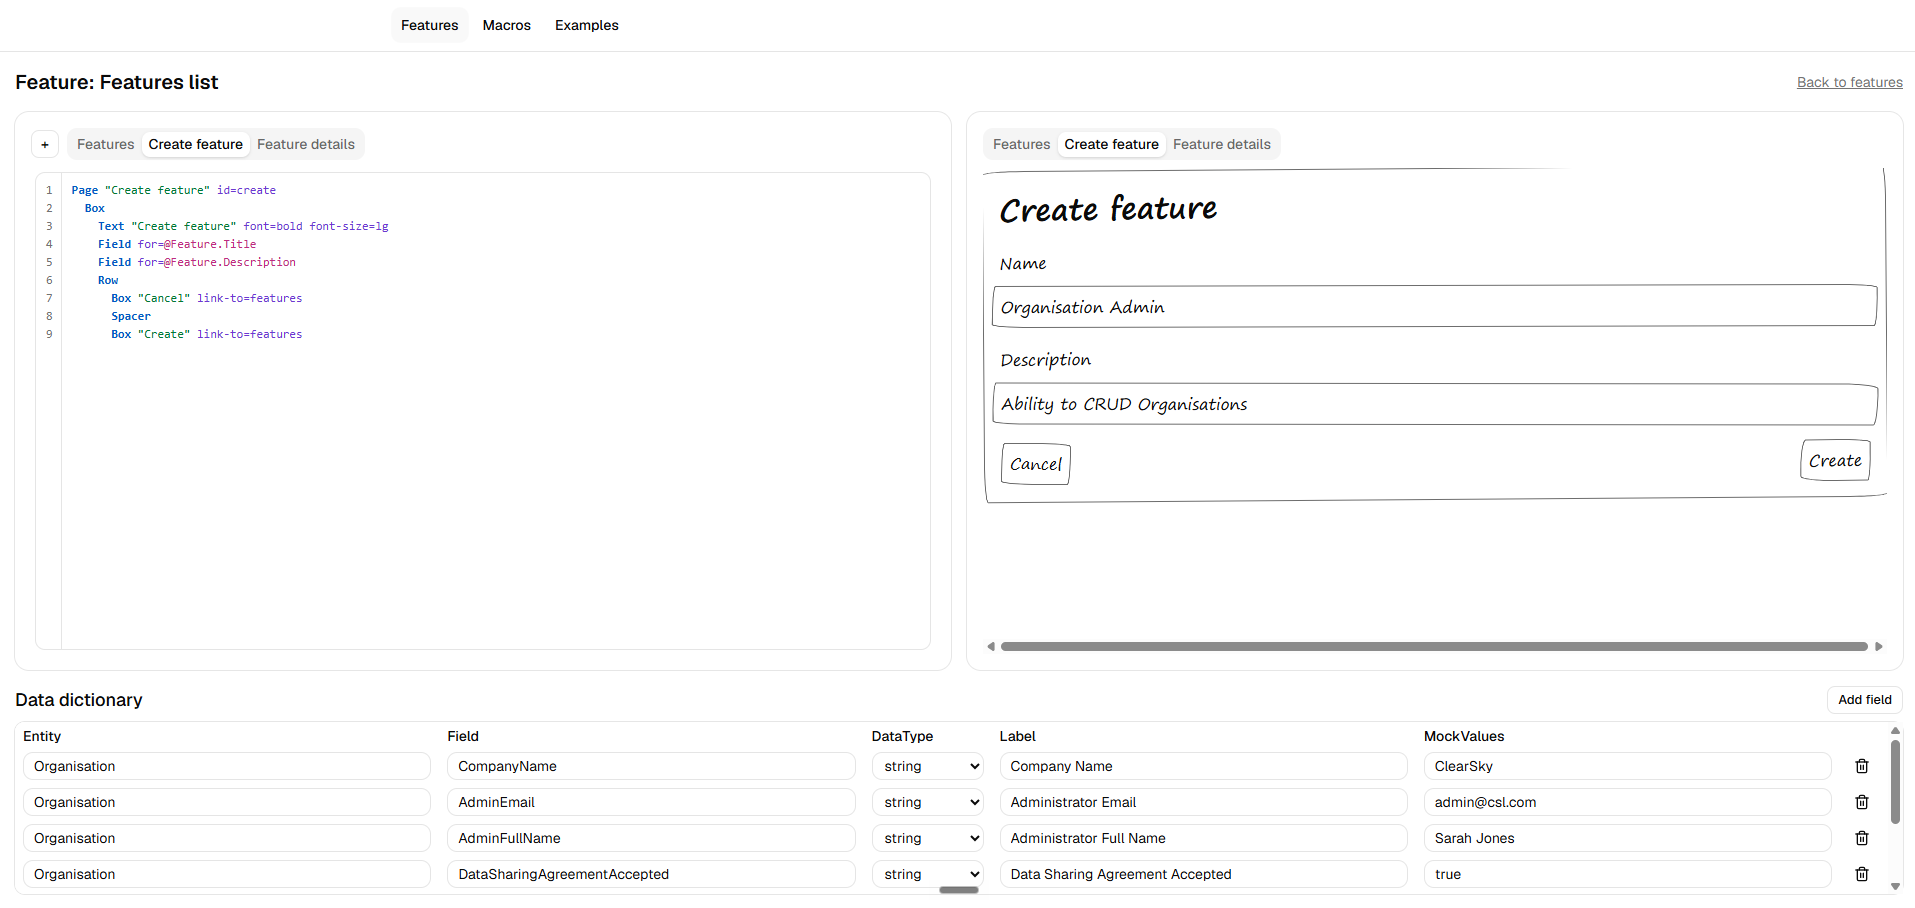 Features Macros Examples
Feature: Features list
Back to features
+ Features Create feature Feature details
1 Page "Create feature" id=create
2 Box
3 Text "Create feature" font=bold font-size=lg
4 Field for=@Feature.Title
5 Field for=@Feature.Description
6 Row
7 Box "Cancel" link-to=features
8 Spacer
9 Box "Create" link-to=features
Features Create feature Feature details
Create feature
Name
Organisation Admin
Description
Ability to CRUD Organisations
Cancel Create
Data dictionary
Add field
Entity Field DataType Label MockValues
Organisation CompanyName string Company Name ClearSky
Organisation AdminEmail string Administrator Email admin@csl.com
Organisation AdminFullName string Administrator Full Name Sarah Jones
Organisation DataSharingAgreementAccepted string Data Sharing Agreement Accepted true